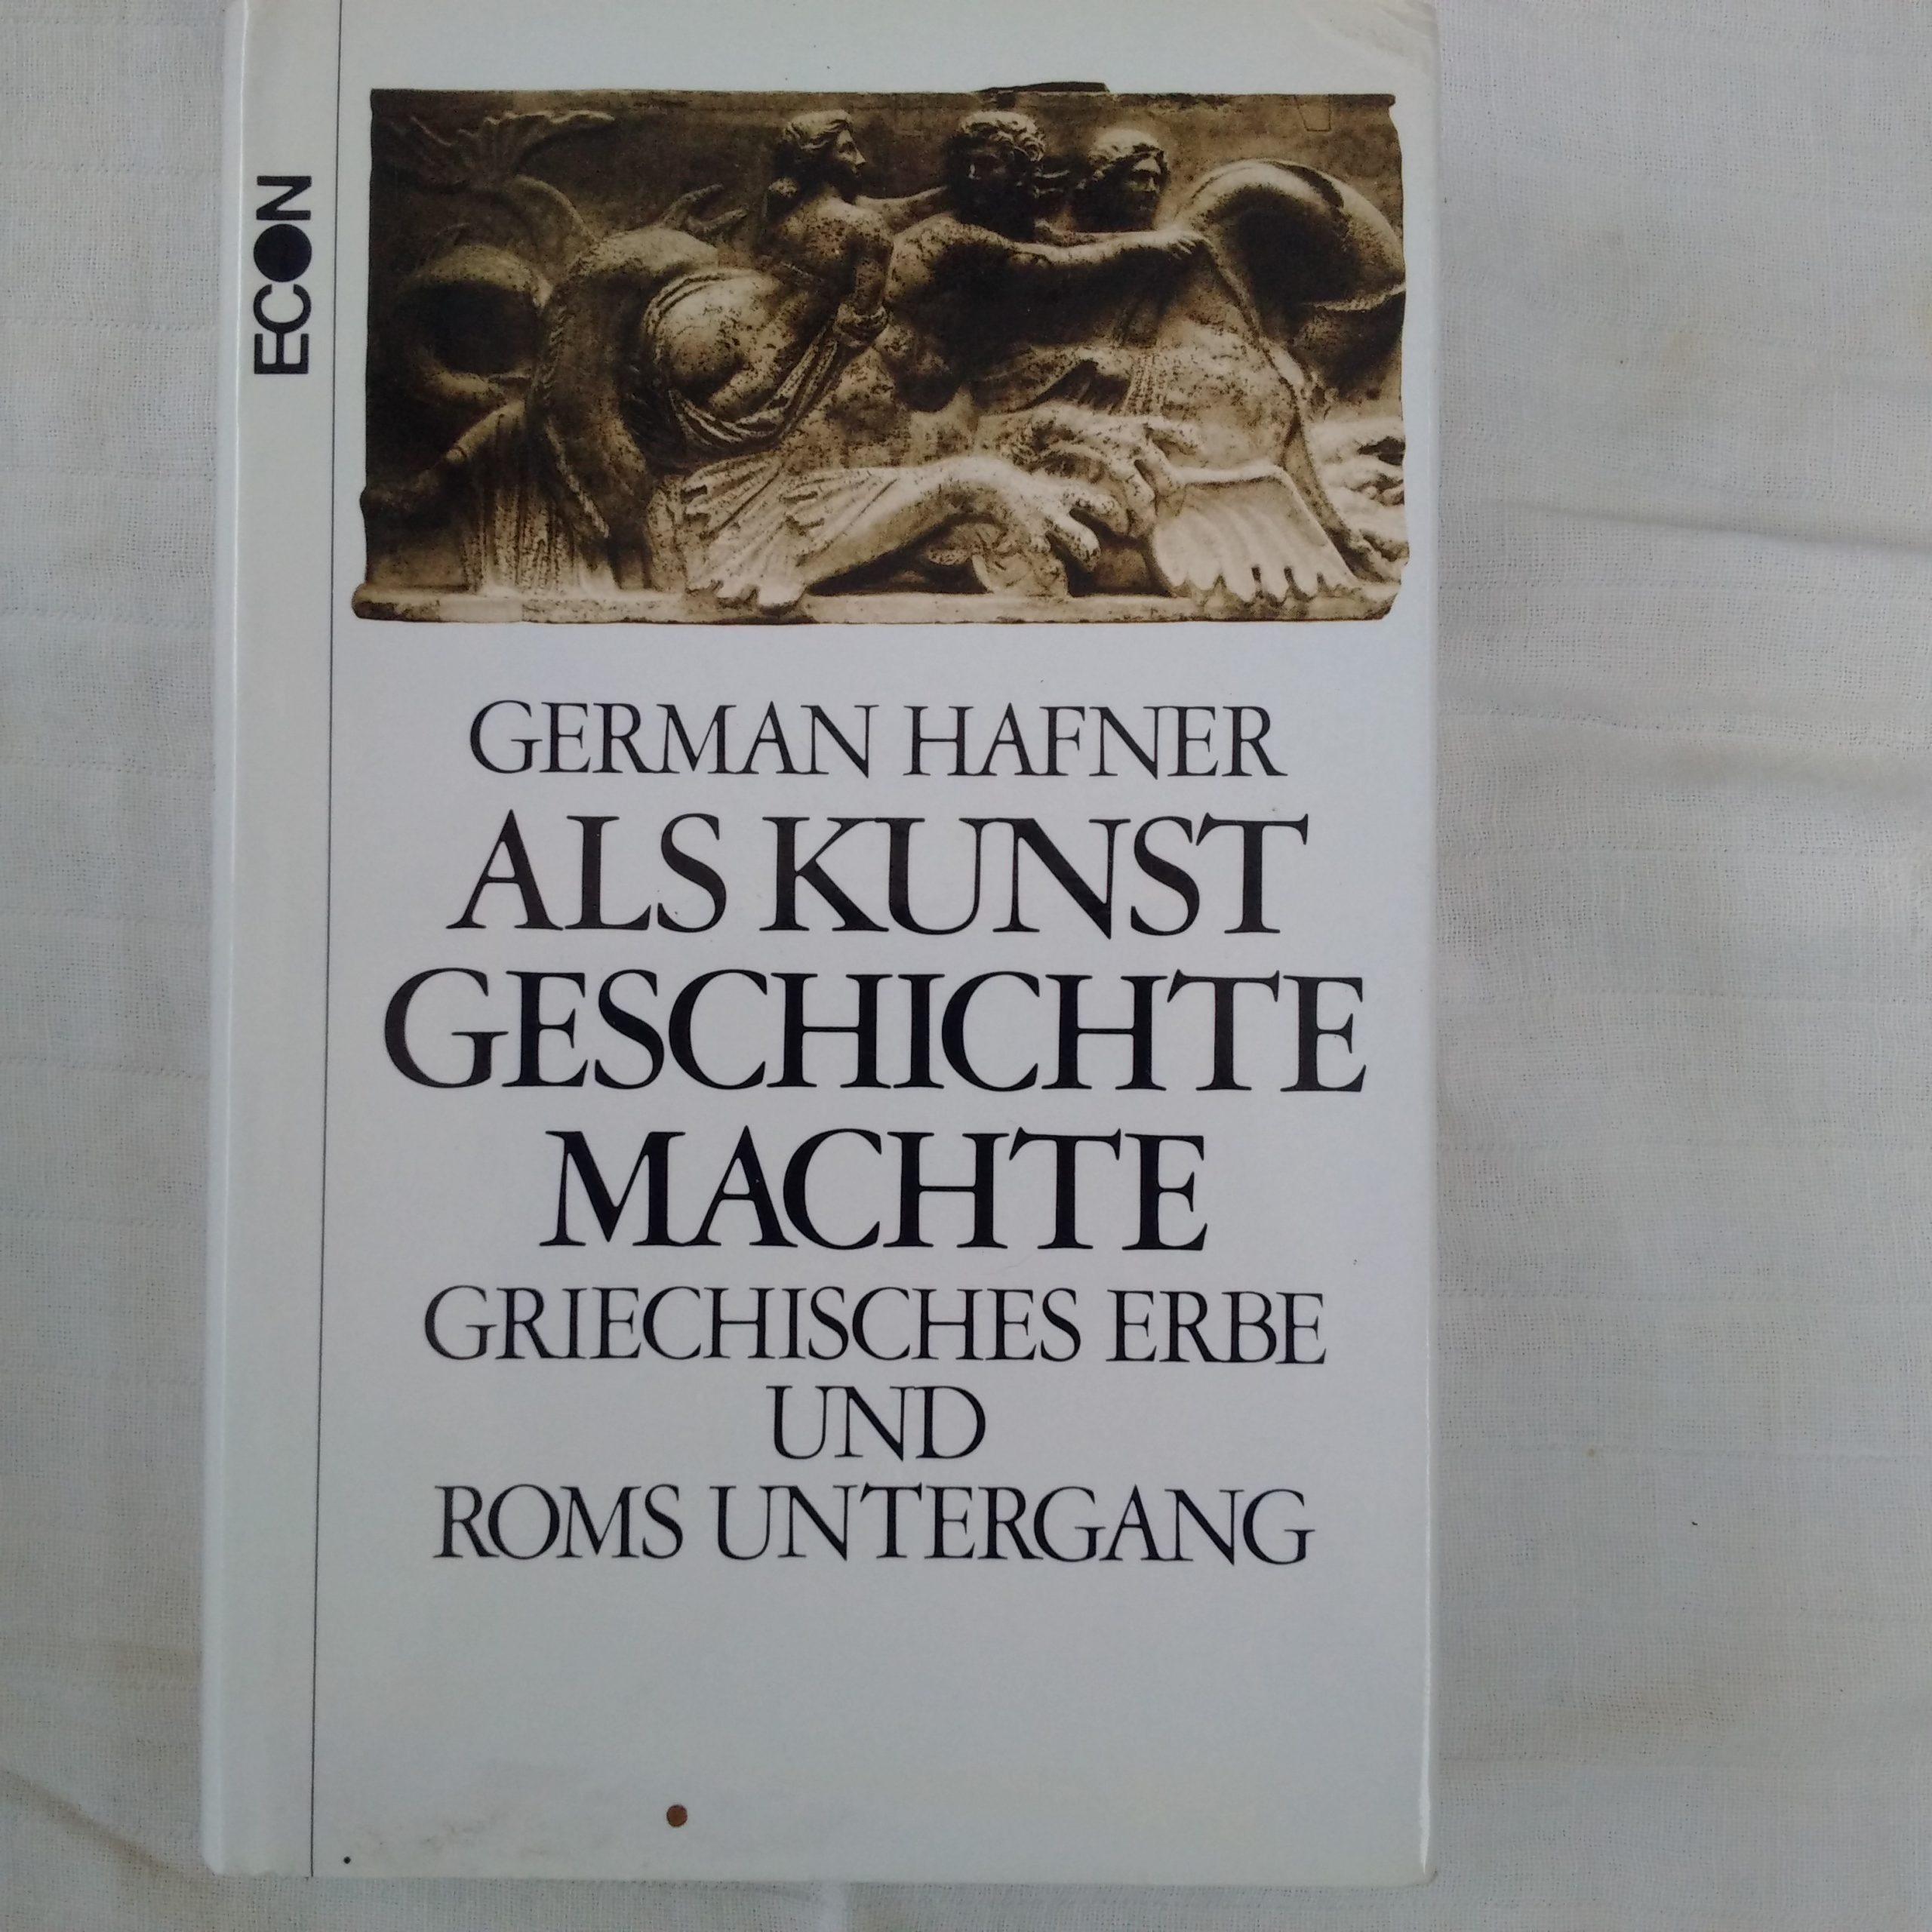 ECON
GERMAN HAFNER
ALS KUNST
GESCHICHTE
MACHTE
GRIECHISCHES ERBE
UND
ROMS UNTERGANG